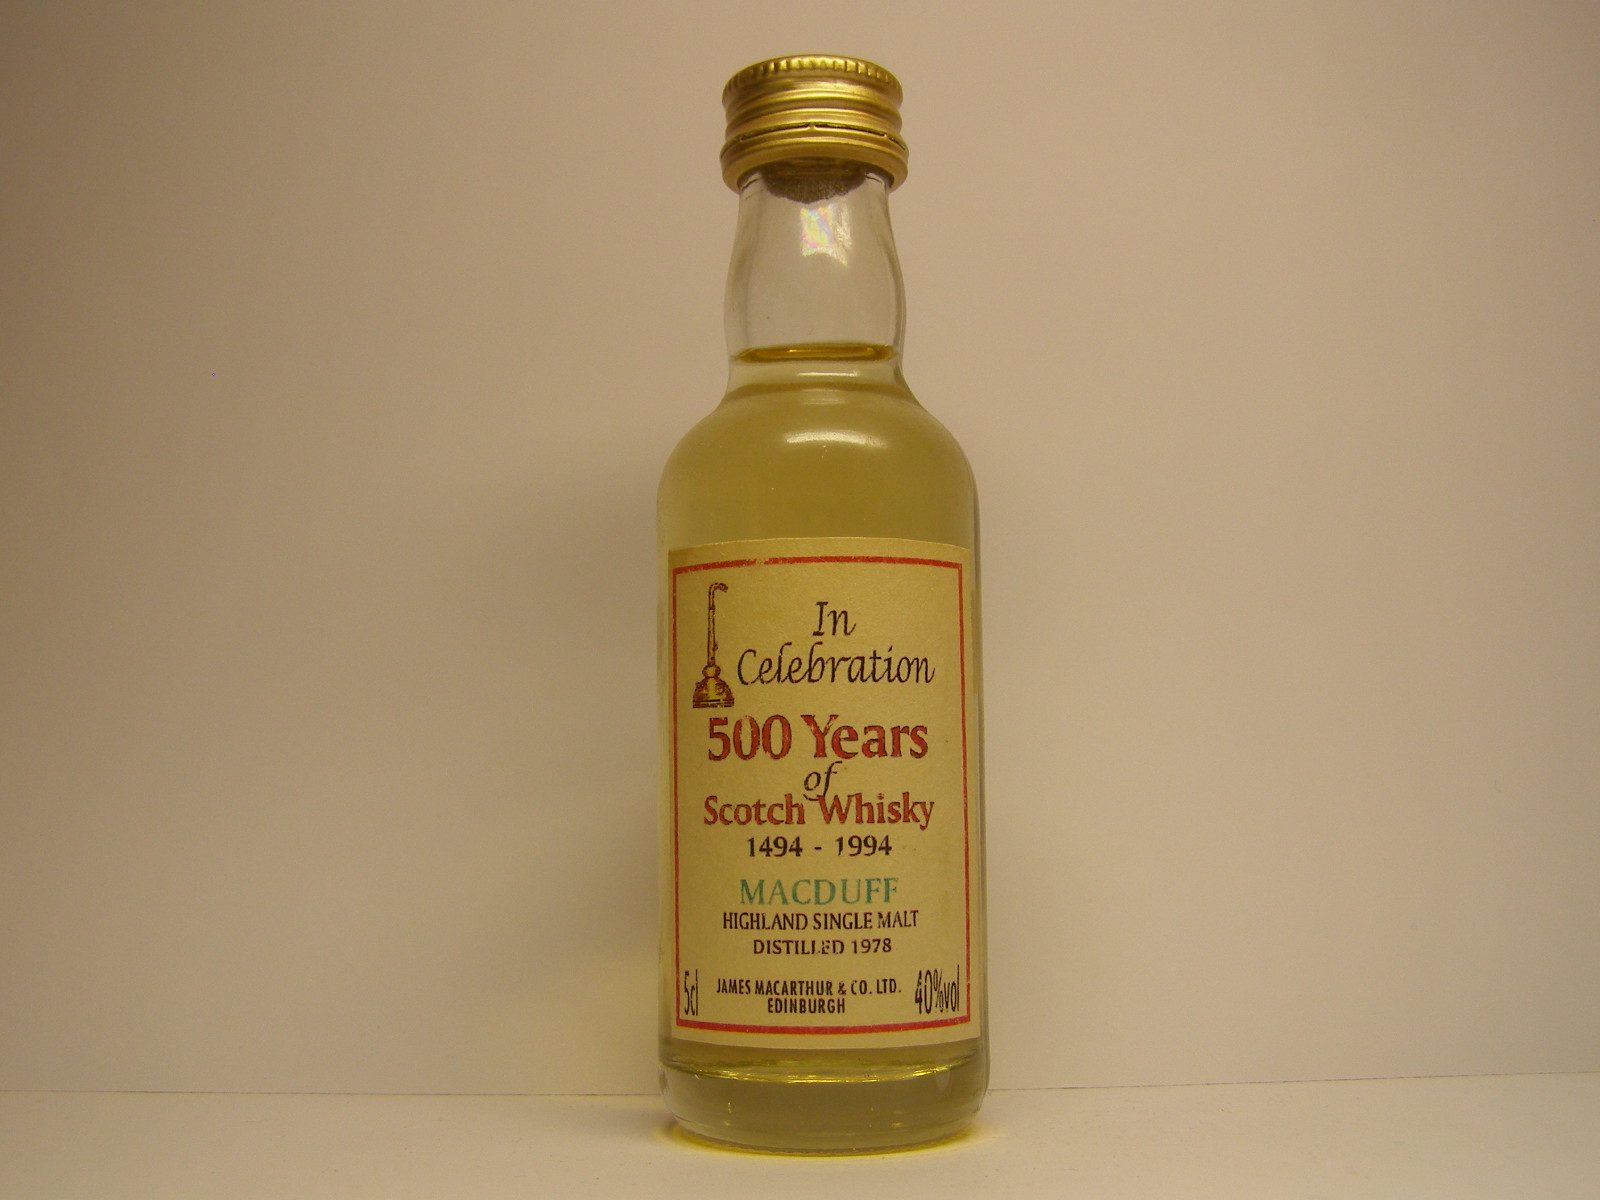 In
Celebration
500 Years
of
Scotch Whisky
1494 - 1994
MACDUFF
HIGHLAND SINGLE MALT
DISTILLED 1978
5cl JAMES MACARTHUR & CO. LTD. 40%vol
EDINBURGH